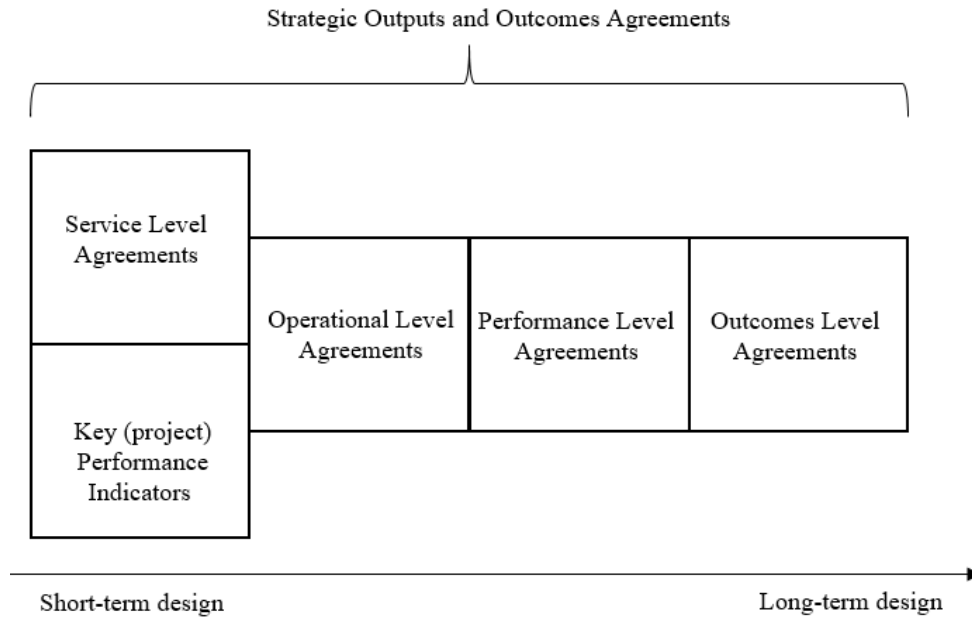 Strategic Outputs and Outcomes Agreements
Service Level
Agreements
Key (project)
Performance
Indicators
Operational Level
Agreements
Performance Level
Agreements
Outcomes Level
Agreements
Short-term design
Long-term design